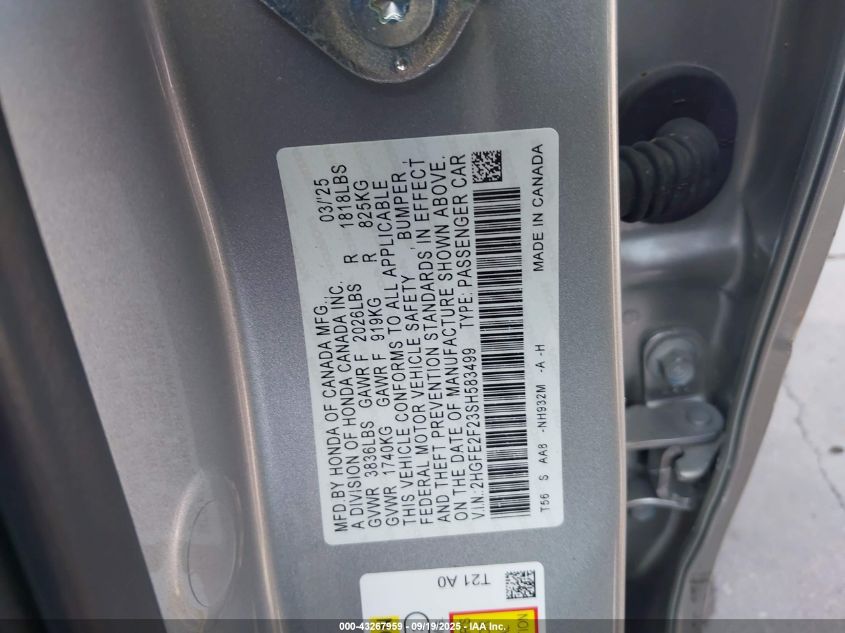 MFD.BY HONDA OF CANADA MFG., 03/'25
A DIVISION OF HONDA CANADA INC.
GVWR 3836LBS GAWR F 2026LBS R 1818LBS
GVWR 1740KG GAWR F 919KG R 825KG
THIS VEHICLE CONFORMS TO ALL APPLICABLE
FEDERAL MOTOR VEHICLE SAFETY, BUMPER,
AND THEFT PREVENTION STANDARDS IN EFFECT
ON THE DATE OF MANUFACTURE SHOWN ABOVE.
V.I.N.:2HGFE2F23SH583499 TYPE: PASSENGER CAR
T56 S AA8 -NH932M -A -H MADE IN CANADA
T21 A0
000-43267959 - 09/19/2025 - IAA Inc.